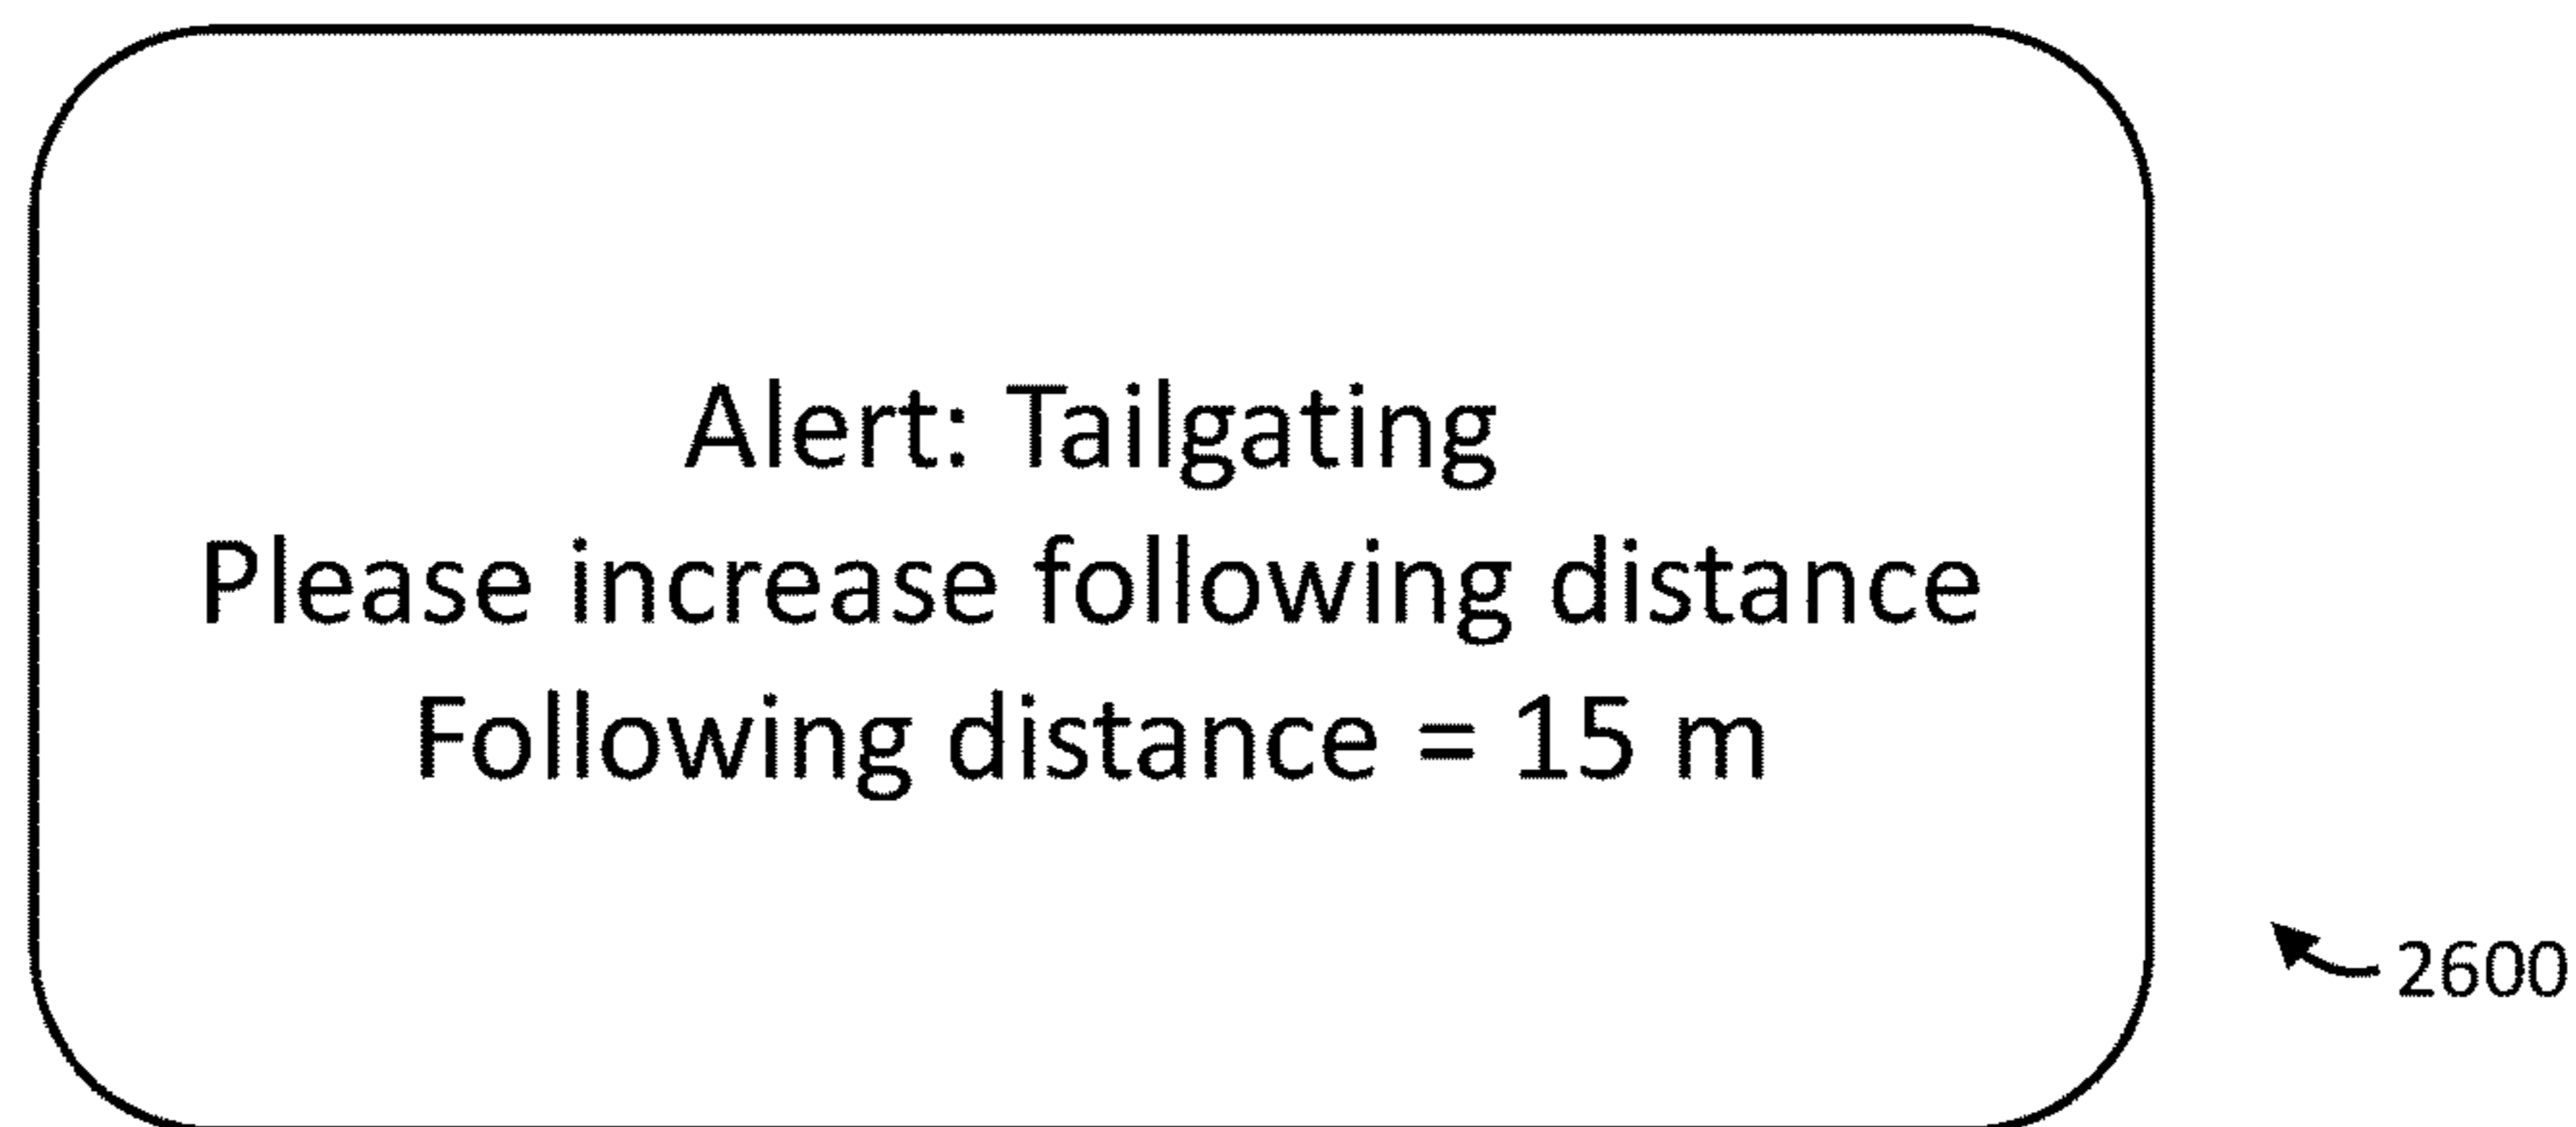 Alert: Tailgating
Please increase following distance
Following distance = 15 m
2600